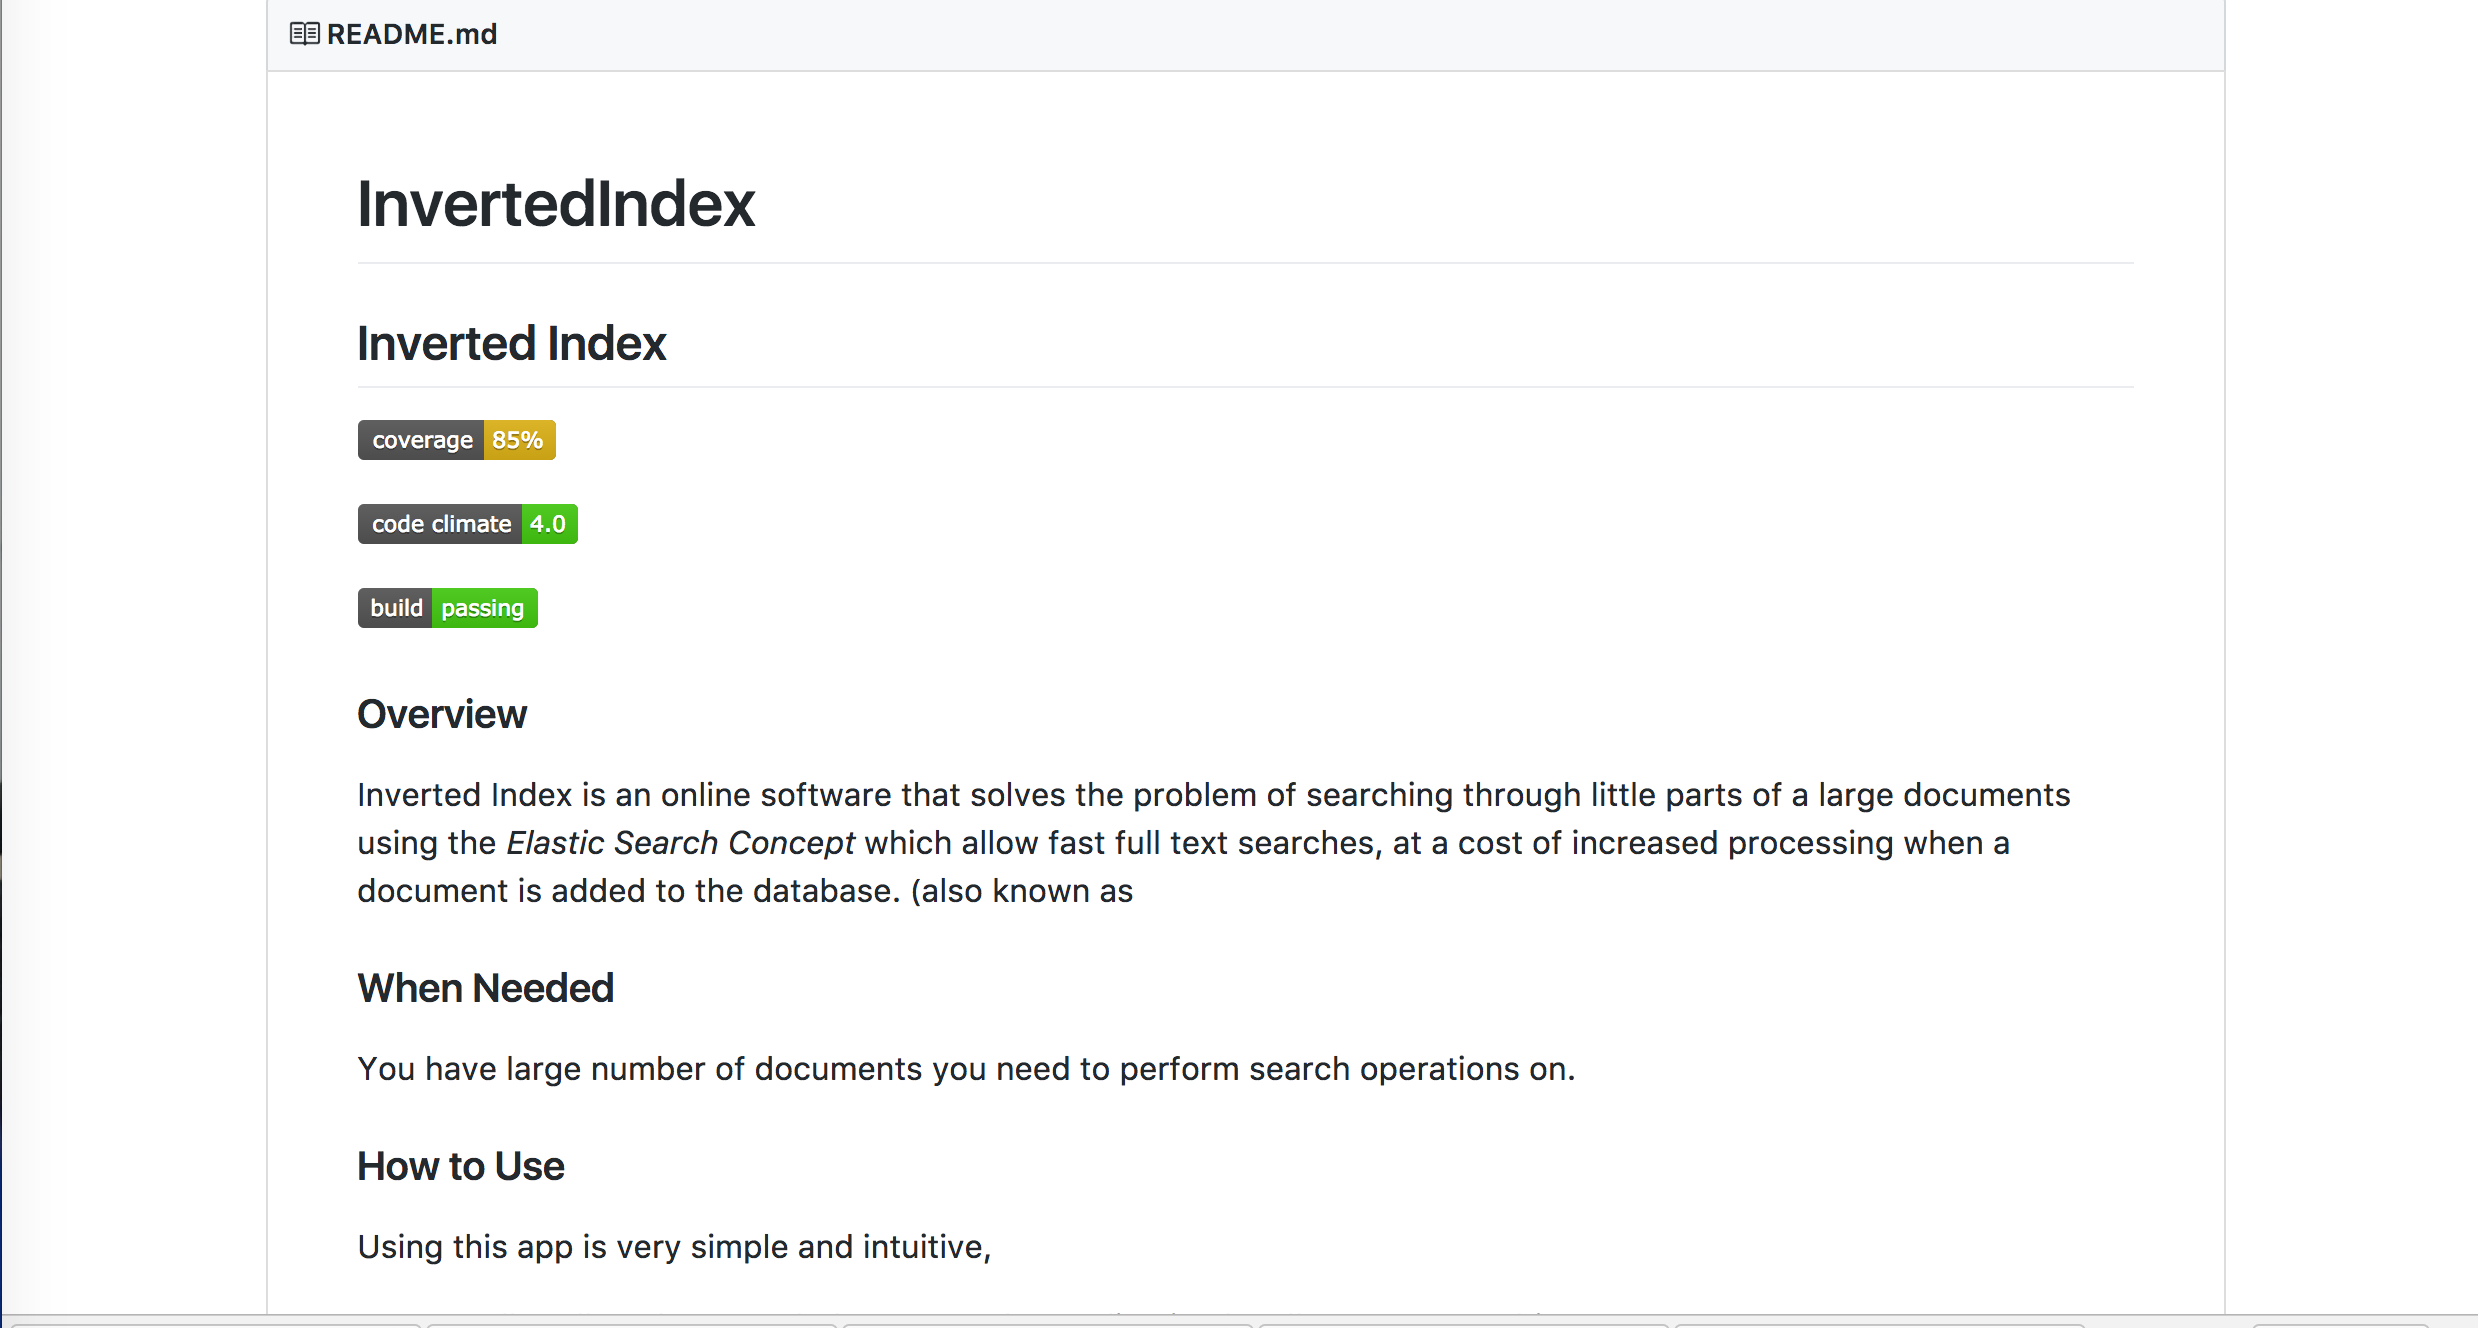 README.md
InvertedIndex
Inverted Index
coverage 85%
code climate 4.0
build passing
Overview
Inverted Index is an online software that solves the problem of searching through little parts of a large documents
using the Elastic Search Concept which allow fast full text searches, at a cost of increased processing when a
document is added to the database. (also known as
When Needed
You have large number of documents you need to perform search operations on.
How to Use
Using this app is very simple and intuitive,